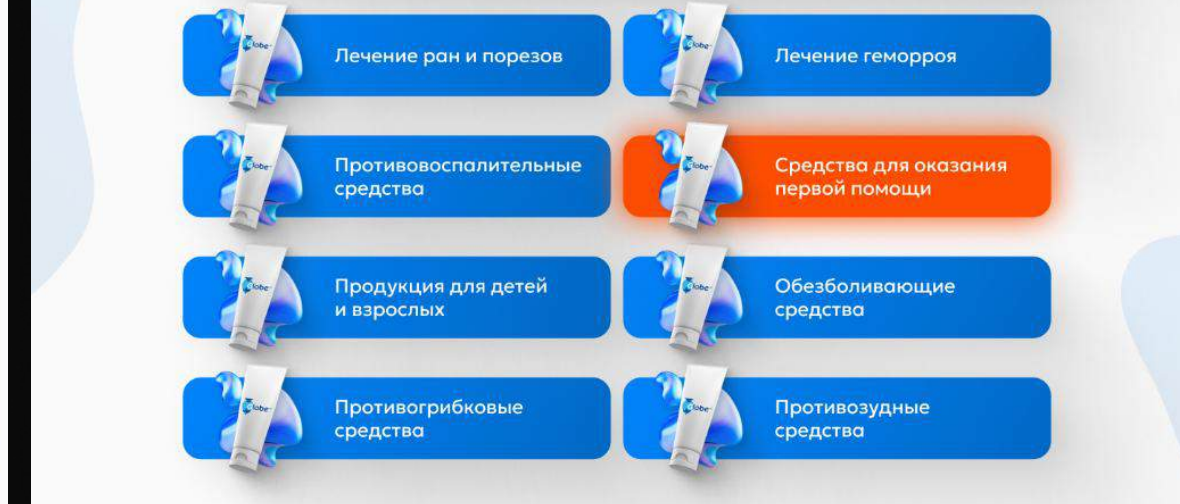 Лечение ран и порезов
Лечение геморроя
Противовоспалительные
средства
Средства для оказания
первой помощи
Продукция для детей
и взрослых
Обезболивающие
средства
Противогрибковые
средства
Противозудные
средства